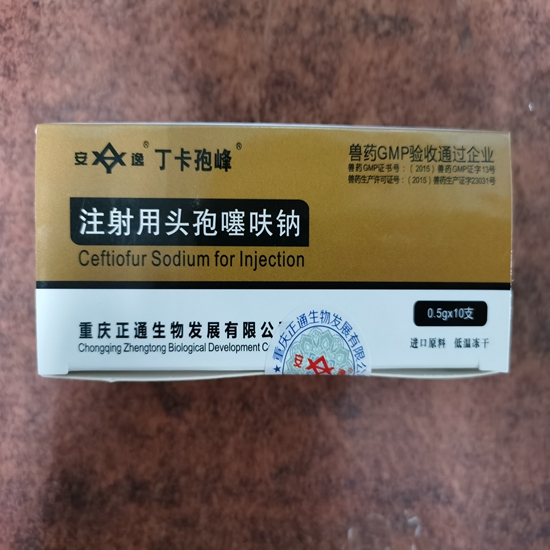 安逸® 丁卡孢峰®
兽药GMP验收通过企业
兽药GMP证书号:(2015)兽药GMP证字13号
兽药生产许可证号:(2015)兽药生产证字23031号
注射用头孢噻呋钠
Ceftiofur Sodium for Injection
0.5gx10支
重庆正通生物发展有限公
Chongqing Zhengtong Biological Development C
进口原料 低温冻干
★重庆正通生物发展有限公
安